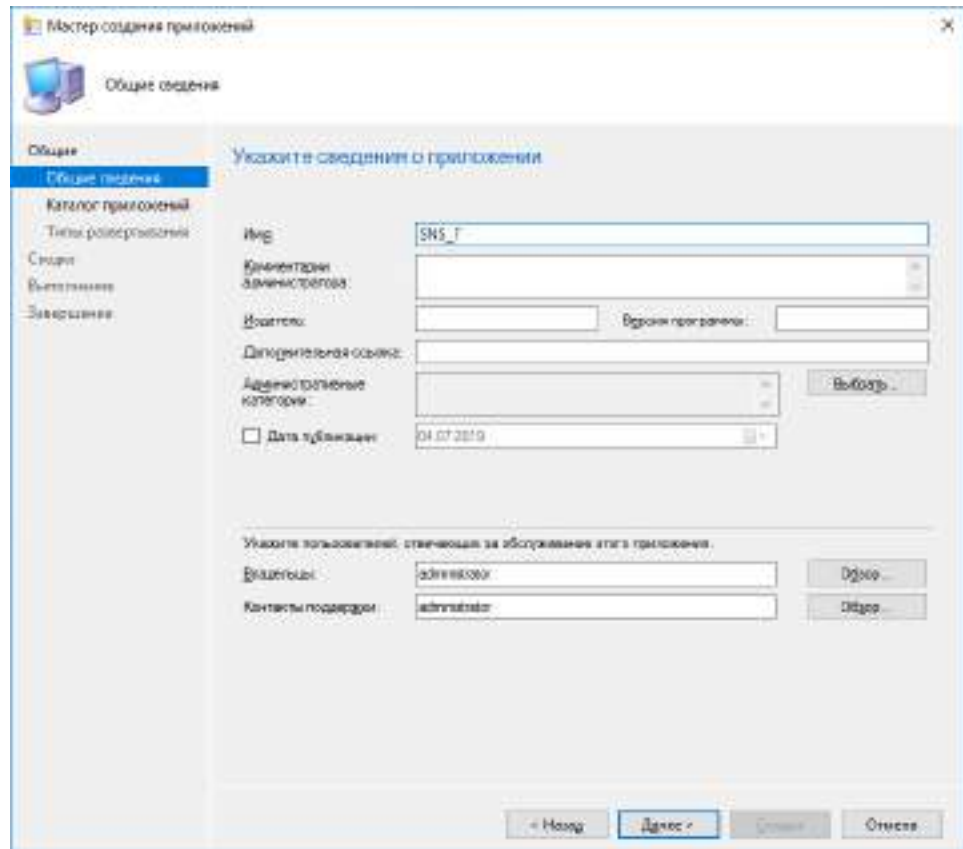 Мастер создания приложений
Общие сведения
Общие
Общие сведения
Каталог приложений
Типы развертывания
Сводка
Выполнение
Завершение
Укажите сведения о приложении
Имя:
Комментарии администратора:
Издатель:
Версия программы:
Дополнительная ссылка:
Административные категории:
Выбрать...
Дата публикации:
04.07.2019
Укажите пользователей, отвечающих за обслуживание этого приложения.
Владельцы:
administrator
Обзор...
Контакты поддержки:
administrator
Обзор...
< Назад
Далее >
Отмена